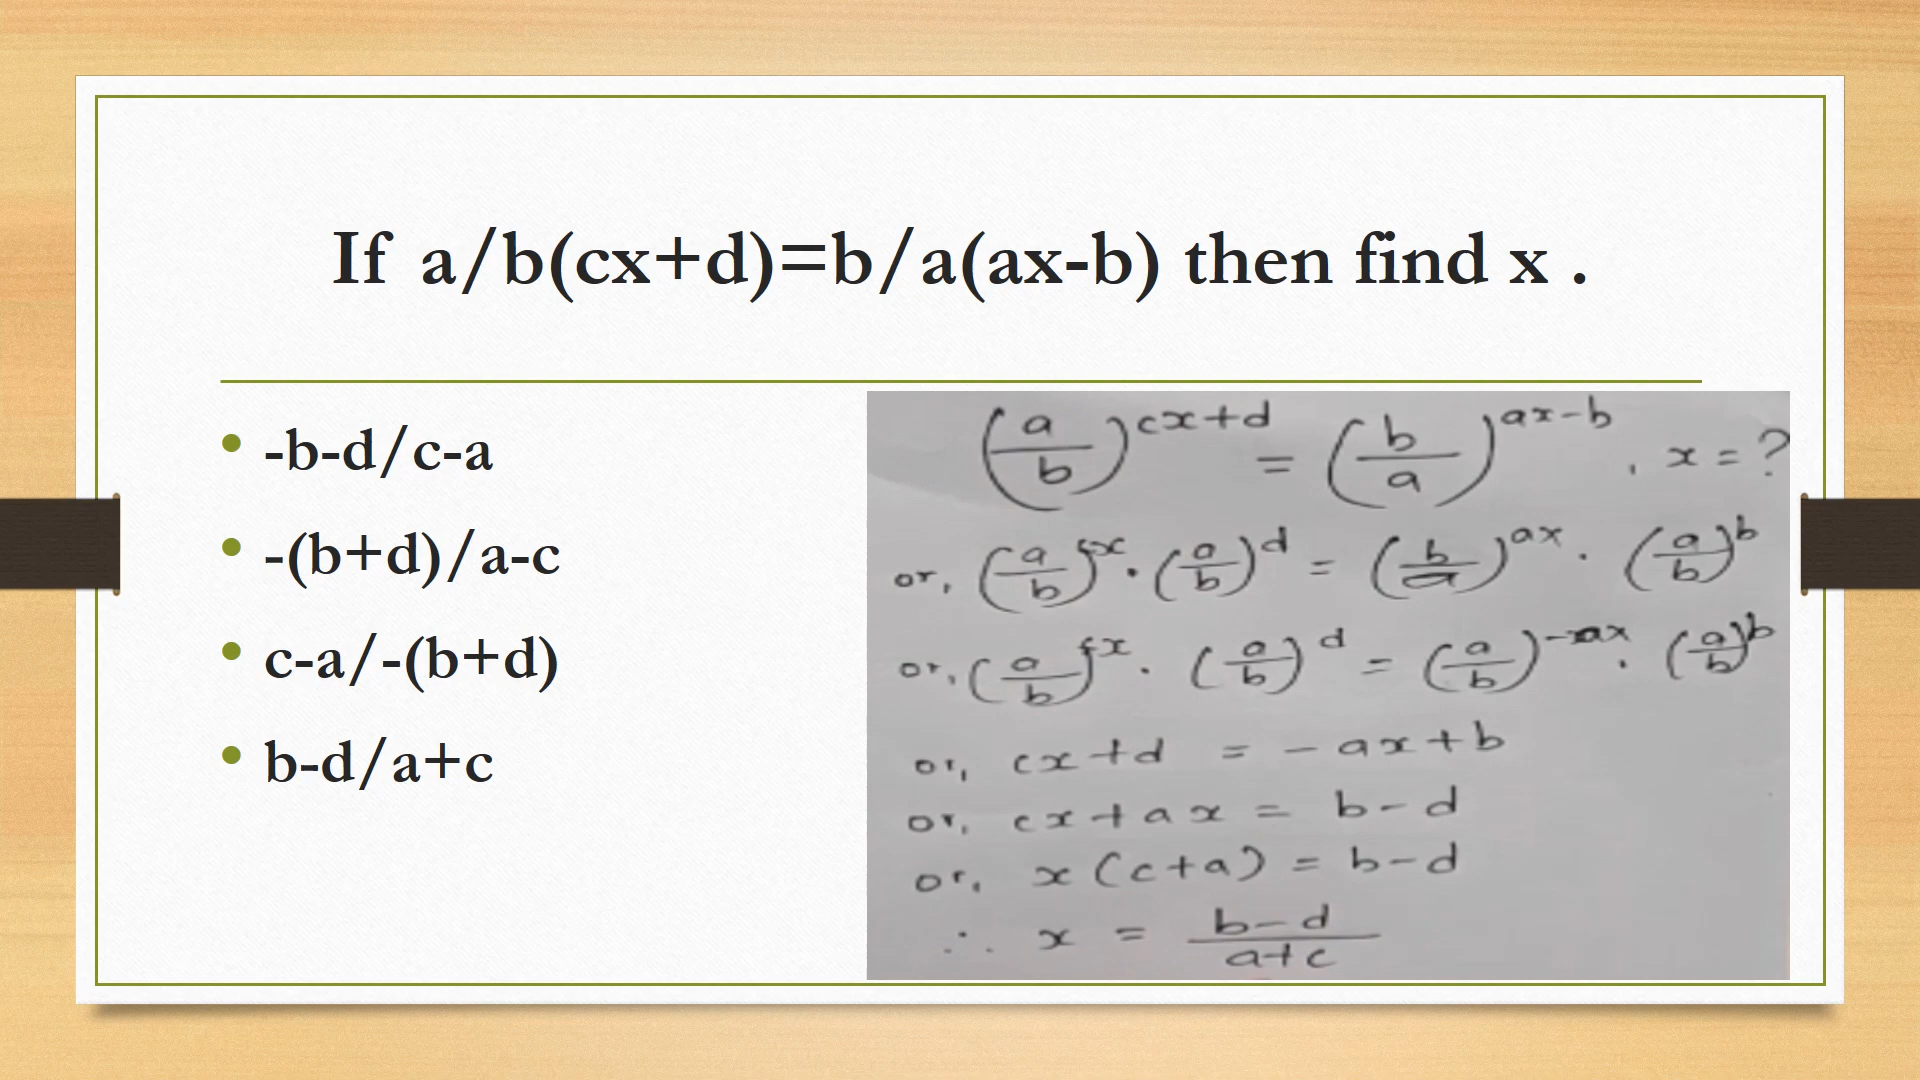 If a/b(cx+d)=b/a(ax-b) then find x .
-b-d/c-a
-(b+d)/a-c
c-a/-(b+d)
b-d/a+c
(a/b)^cx+d = (b/a)^ax-b , x = ?
or, (a/b)^cx · (a/b)^d = (b/a)^ax · (a/b)^b
or, (a/b)^cx · (a/b)^d = (a/b)^-ax · (a/b)^b
or, cx+d = -ax+b
or, cx+ax = b-d
or, x(c+a) = b-d
∴ x = b-d/a+c